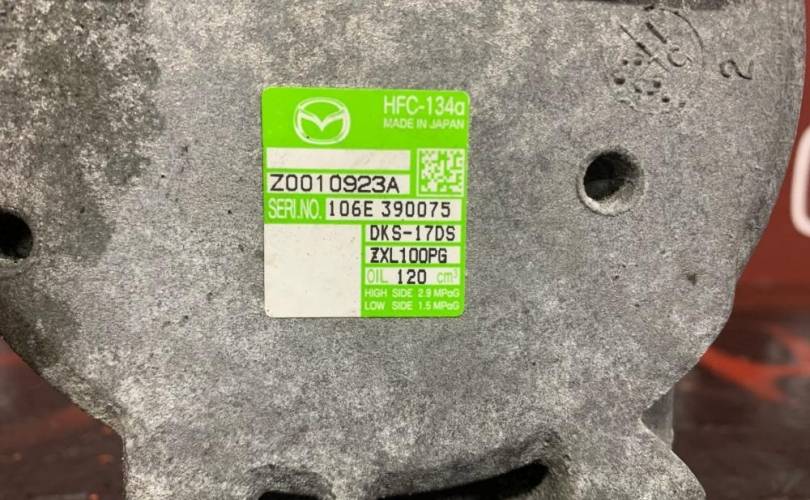 HFC-134a
MADE IN JAPAN
Z0010923A
SERI.NO. 106E 390075
DKS-17DS
ZXL100PG
OIL 120 cm³
HIGH SIDE 2.9 MPaG
LOW SIDE 1.5 MPaG
2